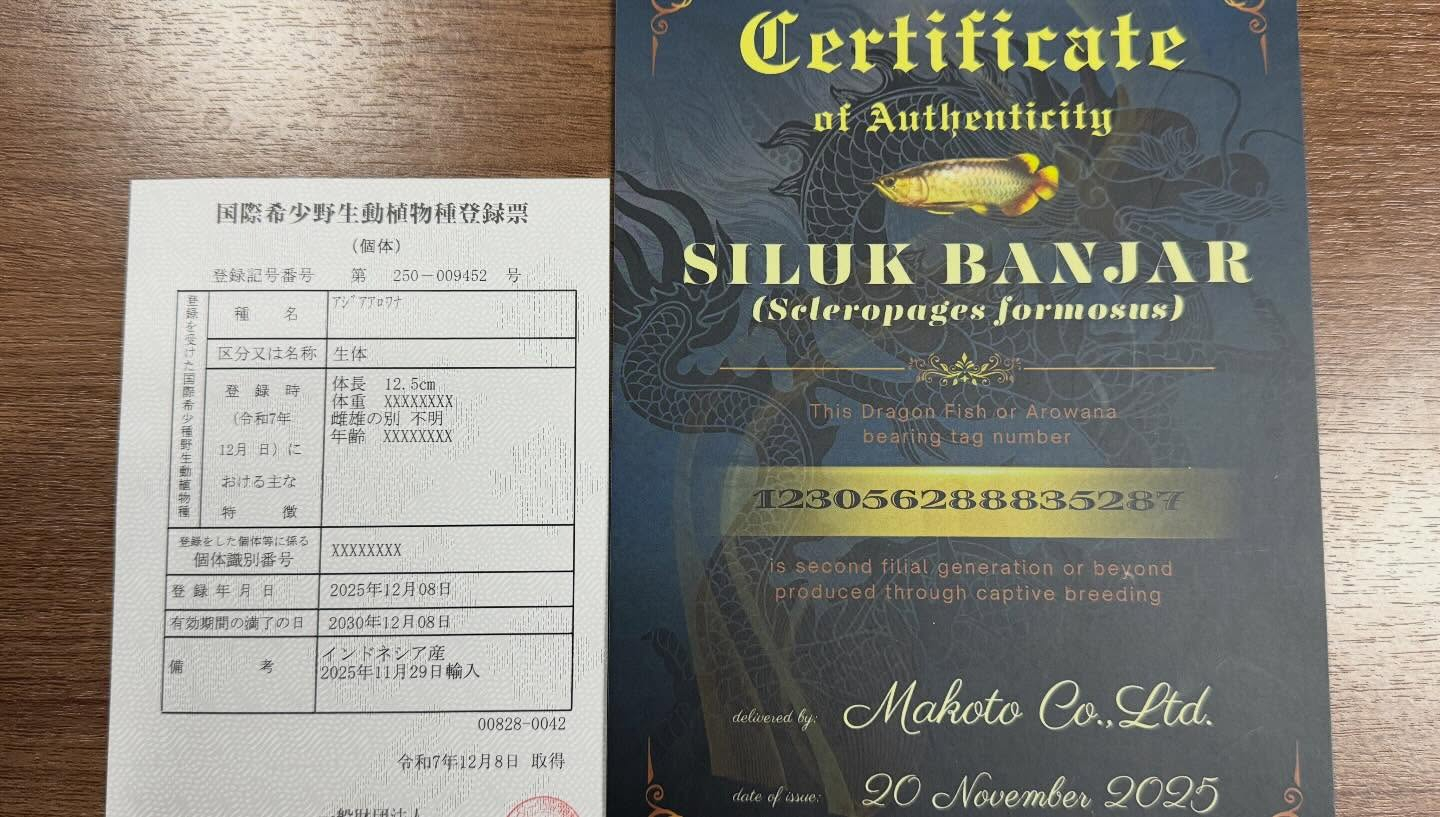 国際希少野生動植物種登録票
(個体)
登録記号番号 第 250-009452 号
登録を受けた国際希少野生動植物種
種名
アジアアロワナ
区分又は名称
生体
登録時
(令和7年
12月 日)に
おける主な
特徴
体長 12.5cm
体重 XXXXXXXX
雌雄の別 不明
年齢 XXXXXXXX
登録をした個体等に係る
個体識別番号
XXXXXXXX
登録年月日
2025年12月08日
有効期間の満了の日
2030年12月08日
備考
インドネシア産
2025年11月29日輸入
00828-0042
令和7年12月8日 取得
一般財団法人
Certificate
of Authenticity
SILUK BANJAR
(Scleropages formosus)
This Dragon Fish or Arowana
bearing tag number
123056288835287
is second filial generation or beyond
produced through captive breeding
delivered by: Makoto Co.,Ltd.
date of issue: 20 November 2025